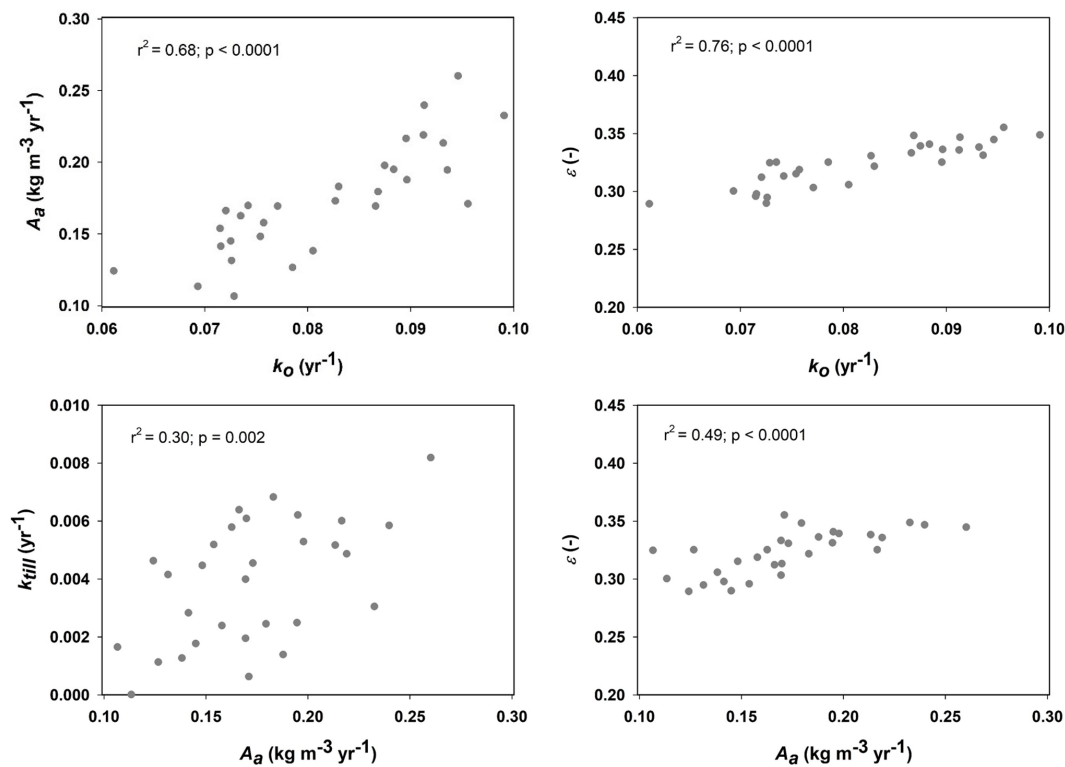 0.30
r² = 0.68; p < 0.0001
0.25
0.20
0.15
0.10
A_a (kg m⁻³ yr⁻¹)
0.06 0.07 0.08 0.09 0.10
k_o (yr⁻¹)
0.45
r² = 0.76; p < 0.0001
0.40
0.35
0.30
0.25
0.20
ε (-)
0.06 0.07 0.08 0.09 0.10
k_o (yr⁻¹)
0.010
r² = 0.30; p = 0.002
0.008
0.006
0.004
0.002
0.000
k_till (yr⁻¹)
0.10 0.15 0.20 0.25 0.30
A_a (kg m⁻³ yr⁻¹)
0.45
r² = 0.49; p < 0.0001
0.40
0.35
0.30
0.25
0.20
ε (-)
0.10 0.15 0.20 0.25 0.30
A_a (kg m⁻³ yr⁻¹)